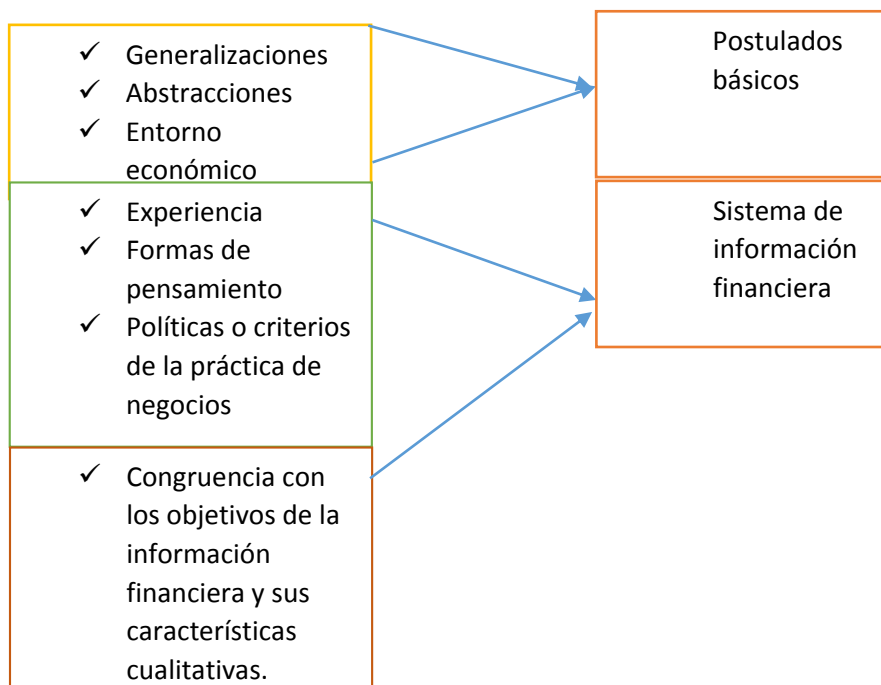 ✓ Generalizaciones
✓ Abstracciones
✓ Entorno
económico
✓ Experiencia
✓ Formas de
pensamiento
✓ Políticas o criterios
de la práctica de
negocios
✓ Congruencia con
los objetivos de la
información
financiera y sus
características
cualitativas.
Postulados
básicos
Sistema de
información
financiera